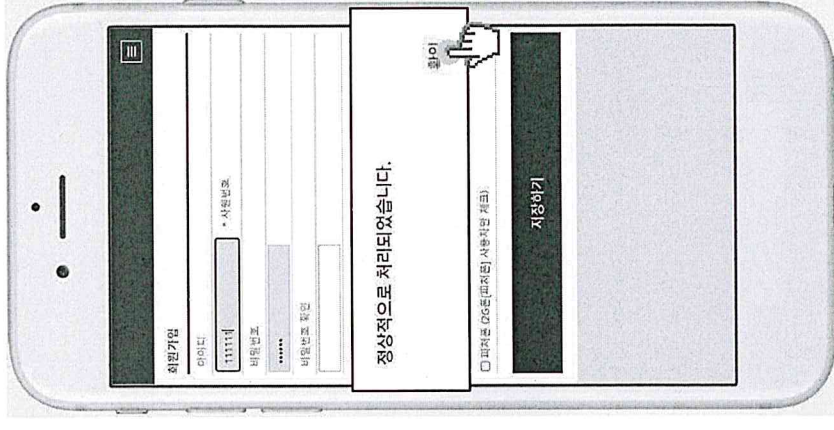 회원가입
아이디
111111 * 사원번호
비밀번호
••••••
비밀번호 확인
정상적으로 처리되었습니다.
확인
피처폰 (2G폰[피처폰] 사용자만 체크)
저장하기